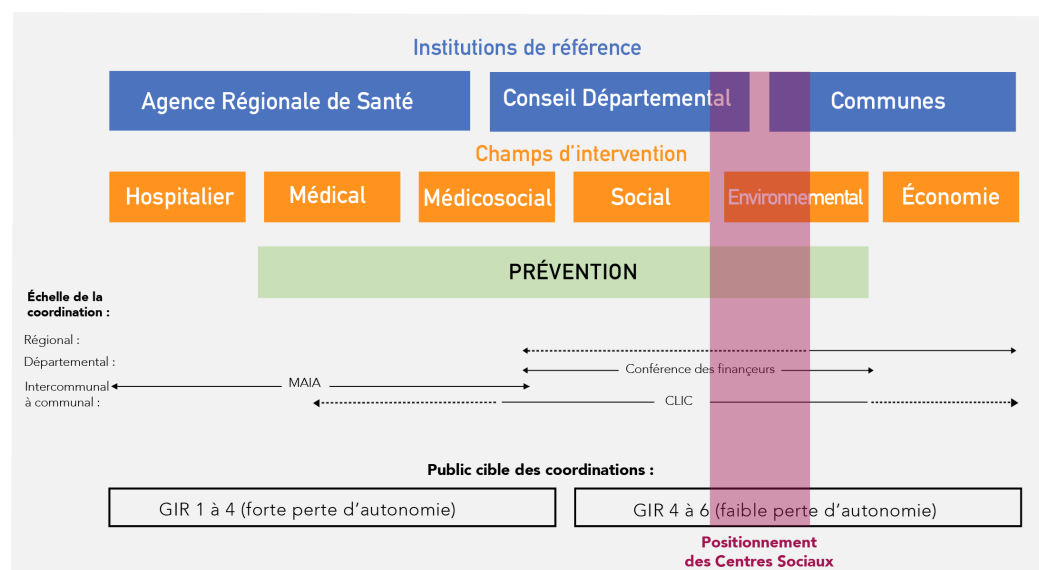 Institutions de référence
Agence Régionale de Santé
Conseil Départemental
Communes
Champs d'intervention
Hospitalier
Médical
Médicosocial
Social
Environnemental
Économie
PRÉVENTION
Échelle de la
coordination :
Régional :
Départemental :
Conférence des finançeurs
Intercommunal
à communal :
MAIA
CLIC
Public cible des coordinations :
GIR 1 à 4 (forte perte d'autonomie)
GIR 4 à 6 (faible perte d'autonomie)
Positionnement
des Centres Sociaux